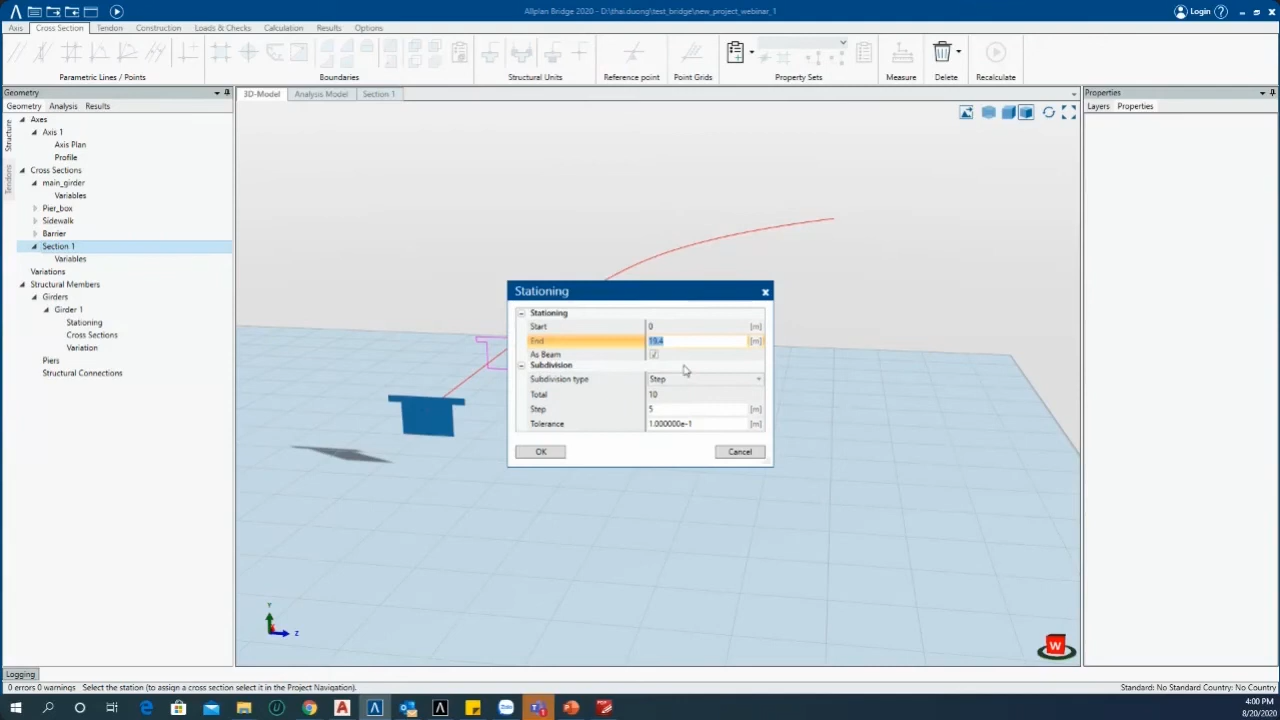 Allplan Bridge 2020 - D:\thai.duong\test_bridge\new_project_webinar_1
Login
Axis Cross Section Tendon Construction Loads & Checks Calculation Results Options
Parametric Lines / Points Boundaries Structural Units Reference point Point Grids Property Sets Measure Delete Recalculate
Geometry
Geometry Analysis Results
Structure
Tendons
Axes
Axis 1
Axis Plan
Profile
Cross Sections
main_girder
Variables
Pier_box
Sidewalk
Barrier
Section 1
Variables
Variations
Structural Members
Girders
Girder 1
Stationing
Cross Sections
Variation
Piers
Structural Connections
3D-Model Analysis Model Section 1
Stationing
Stationing
Start 0 [m]
End 19.4 [m]
As Beam
Subdivision
Subdivision type Step
Total 10
Step 5 [m]
Tolerance 1.000000e-1 [m]
OK Cancel
Y
Z
W
Properties
Layers Properties
Logging
0 errors 0 warnings Select the station (to assign a cross section select it in the Project Navigation).
Standard: No Standard Country: No Country
4:00 PM
8/20/2020